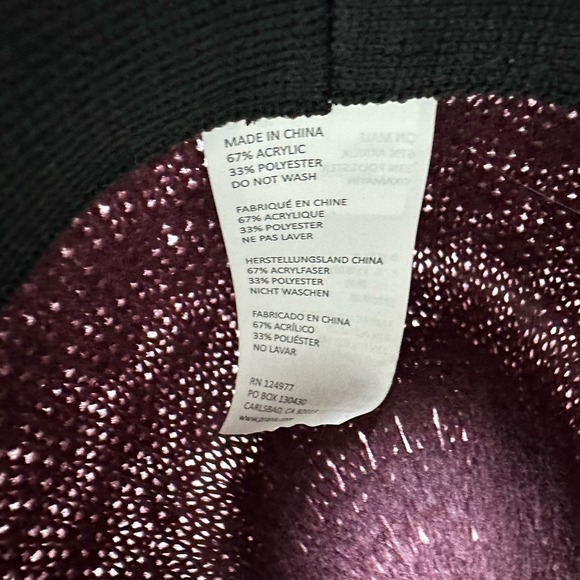 MADE IN CHINA
67% ACRYLIC
33% POLYESTER
DO NOT WASH
FABRIQUÉ EN CHINE
67% ACRYLIQUE
33% POLYESTER
NE PAS LAVER
HERSTELLUNGSLAND CHINA
67% ACRYLFASER
33% POLYESTER
NICHT WASCHEN
FABRICADO EN CHINA
67% ACRÍLICO
33% POLIÉSTER
NO LAVAR
RN 124977
PO BOX 130430
CARLSBAD, CA